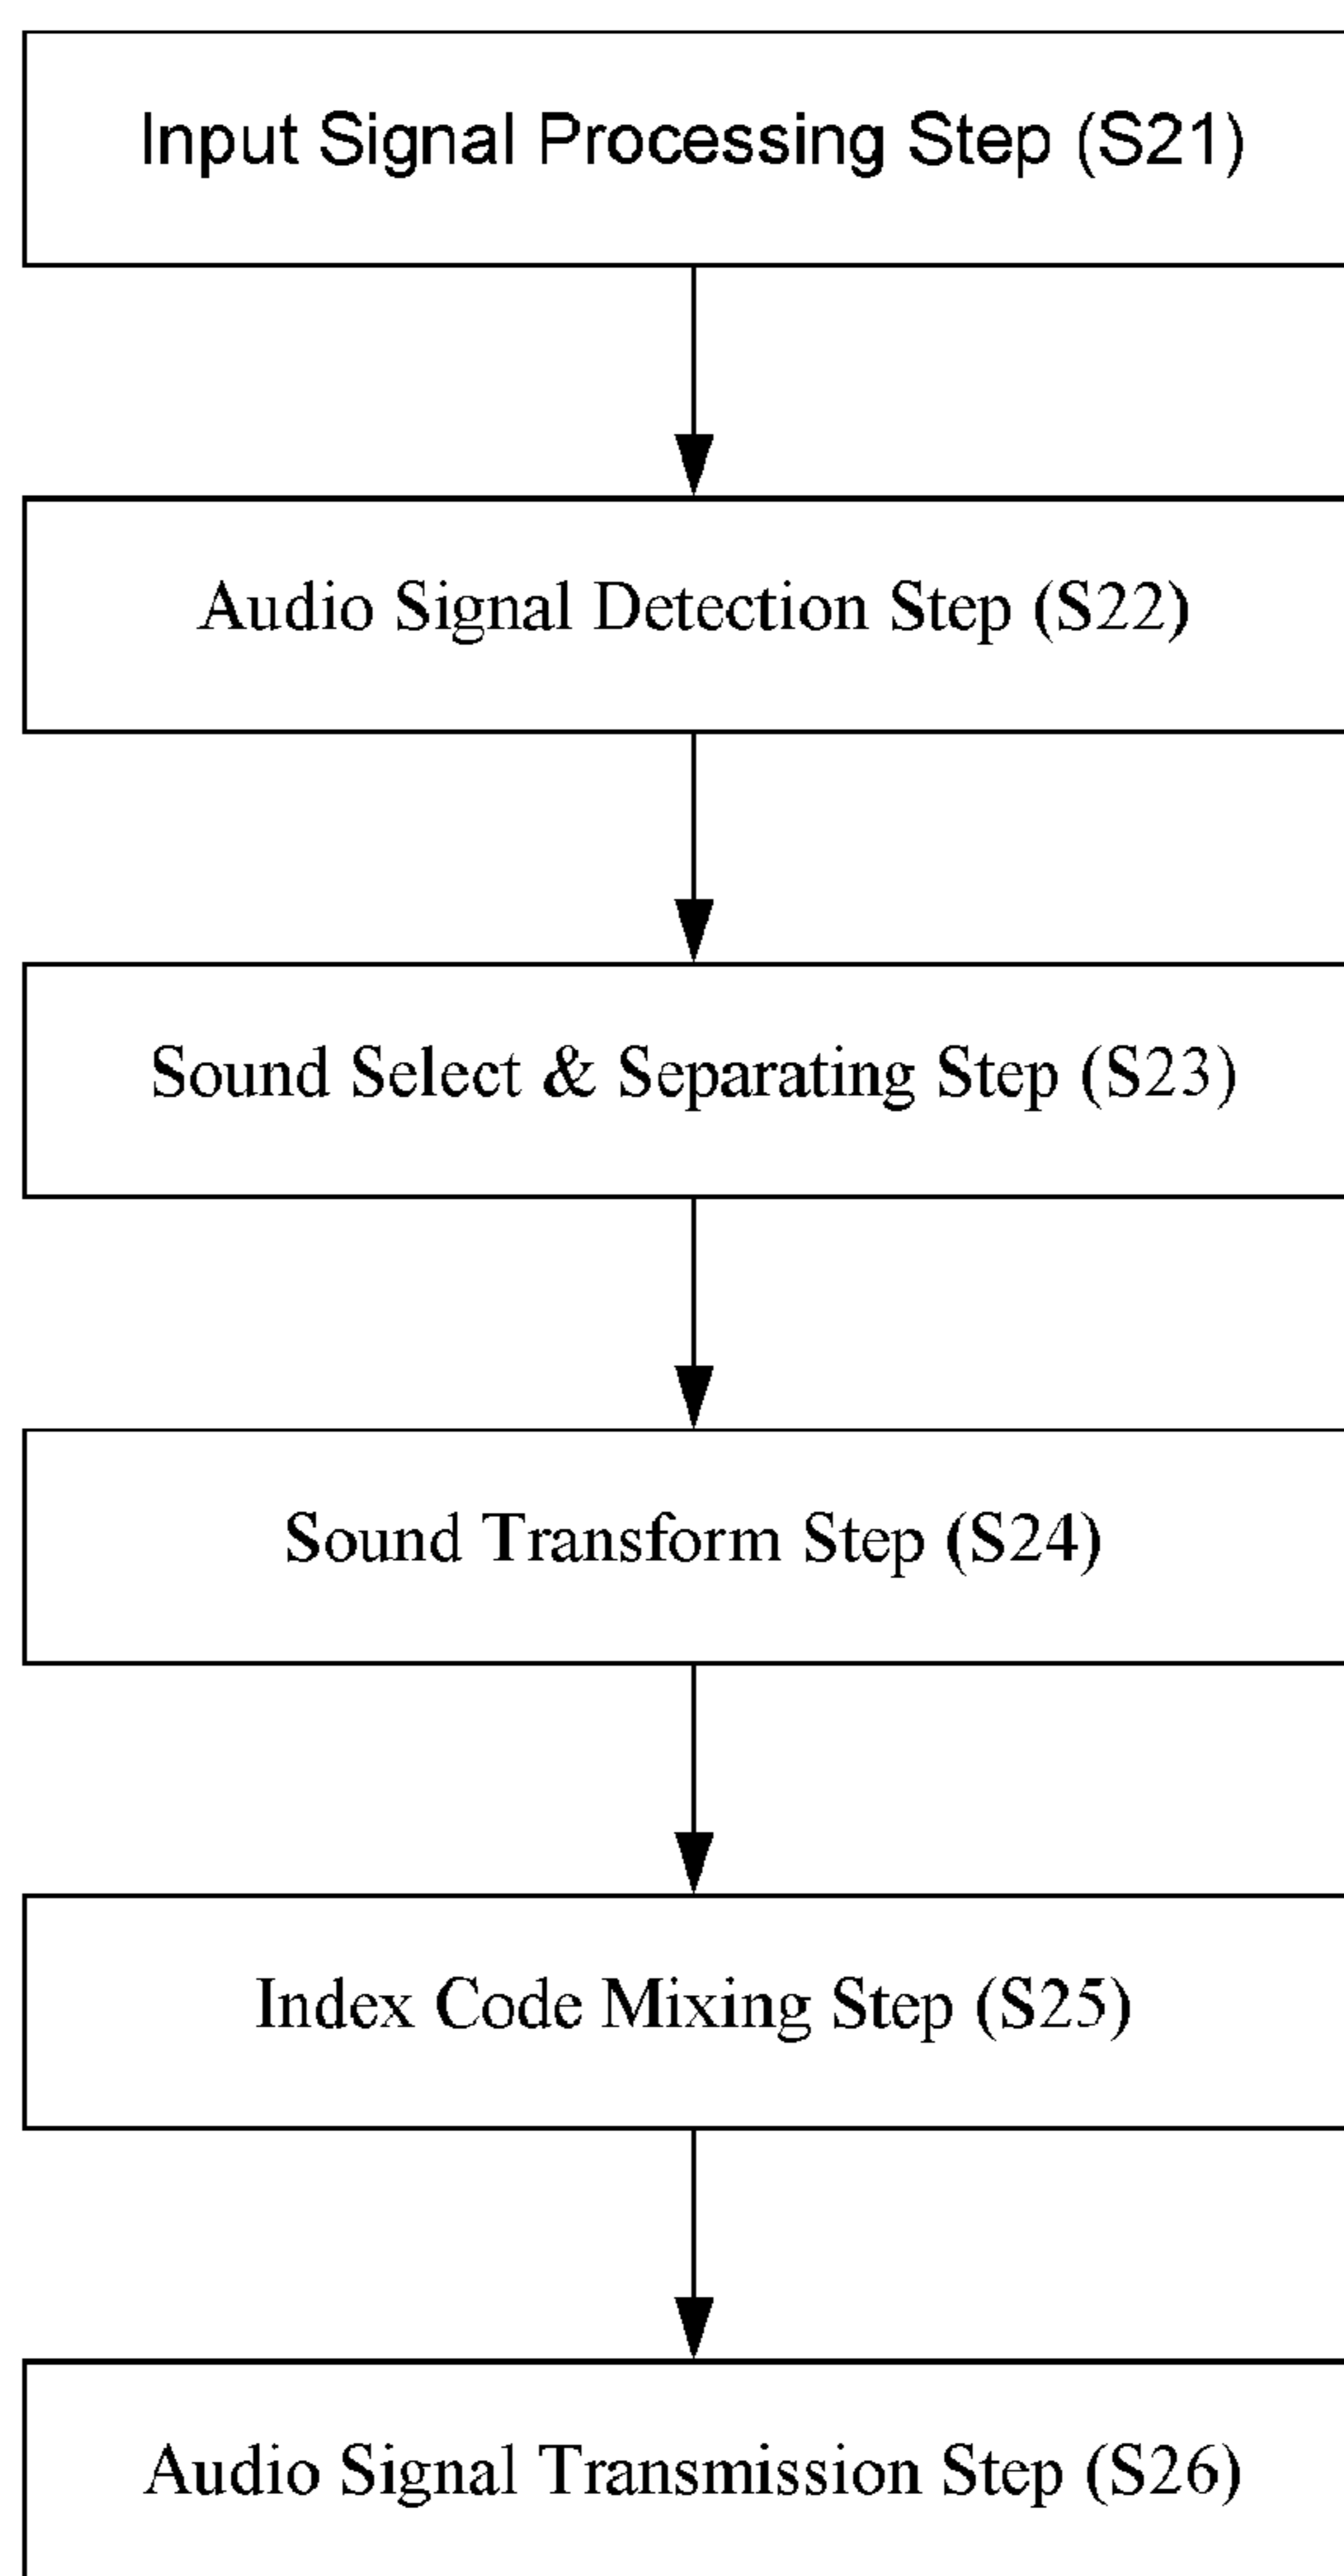 Input Signal Processing Step (S21)
Audio Signal Detection Step (S22)
Sound Select & Separating Step (S23)
Sound Transform Step (S24)
Index Code Mixing Step (S25)
Audio Signal Transmission Step (S26)